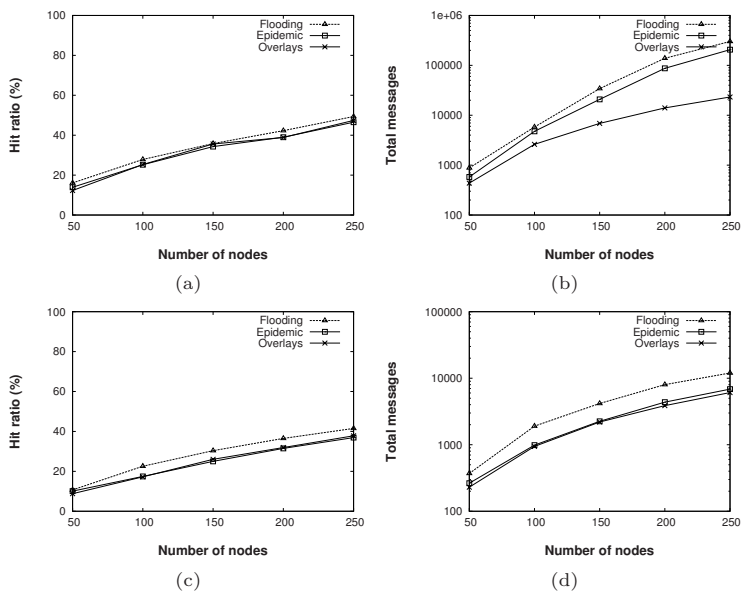 Hit ratio (%)
100
80
60
40
20
0
50 100 150 200 250
Number of nodes
Flooding
Epidemic
Overlays
(a)
Total messages
1e+06
100000
10000
1000
100
50 100 150 200 250
Number of nodes
Flooding
Epidemic
Overlays
(b)
Hit ratio (%)
100
80
60
40
20
0
50 100 150 200 250
Number of nodes
Flooding
Epidemic
Overlays
(c)
Total messages
100000
10000
1000
100
50 100 150 200 250
Number of nodes
Flooding
Epidemic
Overlays
(d)